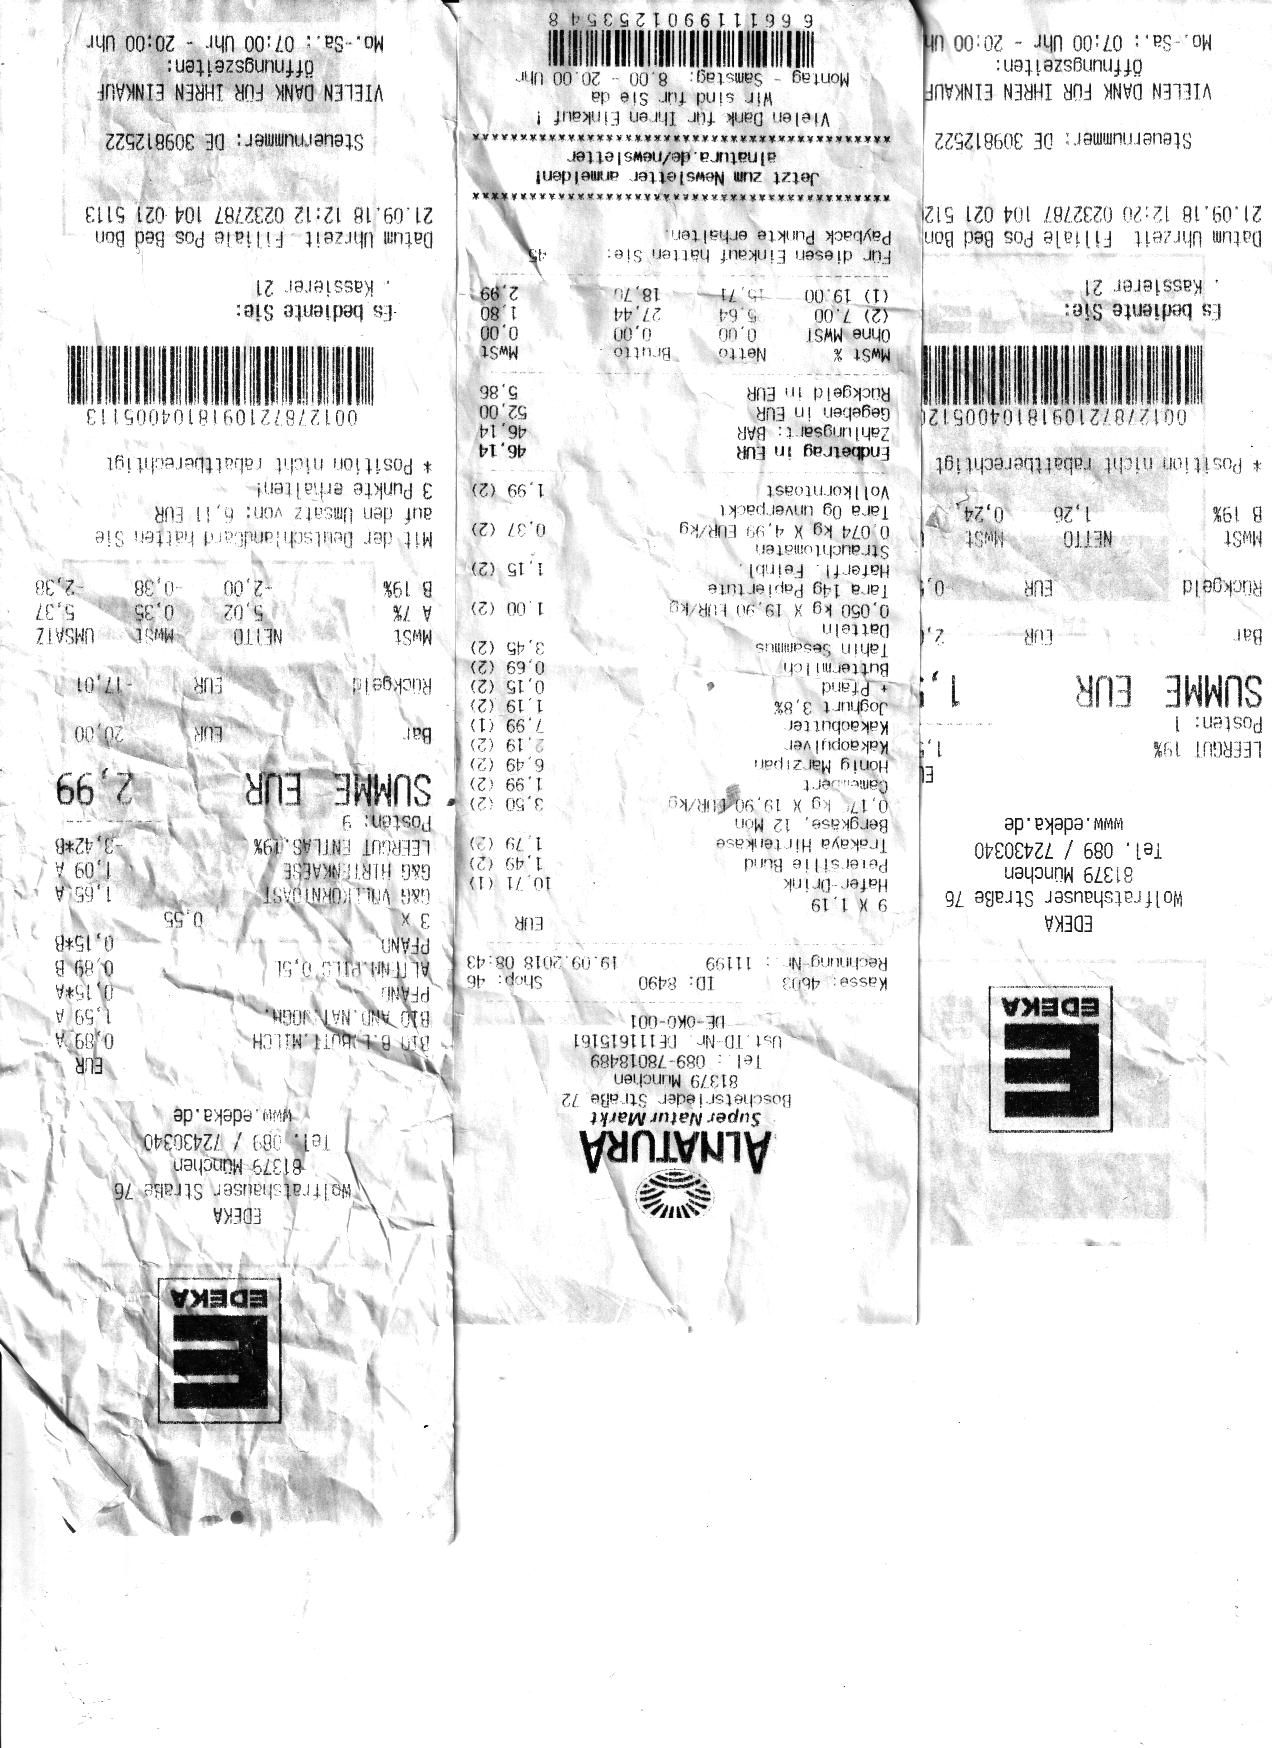 EDEKA
EDEKA
Wolfratshauser Straße 76
81379 München
Tel. 089 / 72430340
www.edeka.de
LEERGUT 19%
Posten: 1
SUMME EUR 1,
Bar EUR 2,
Rückgeld EUR -0,
MWST NETTO MWST
B 19% 1,26 0,24
* Position nicht rabattberechtigt
Es bediente Sie:
. Kassierer 21
Datum Uhrzeit Filiale Pos Bed Bon
21.09.18 12:20 0232787 104 021 512
Steuernummer: DE 309812522
VIELEN DANK FÜR IHREN EINKAUF
Öffnungszeiten:
Mo.-Sa.: 07:00 Uhr - 20:00 Uh
ALNATURA
Super Natur Markt
Boschetsrieder Straße 72
81379 München
Tel.: 089-78018489
Ust.ID-Nr. DE111615161
DE-ÖKO-001
Kasse: 4603 ID: 8490 Shop: 46
Rechnung-Nr.: 11199 19.09.2018 08:43
EUR
9 X 1,19
Hafer-Drink 10,71 (1)
Petersilie Bund 1,49 (2)
Trakaya Hirtenkäse 1,79 (2)
Bergkäse, 12 Mon
kg X 19,90 EUR/kg 3,50 (2)
Camembert 1,99 (2)
Honig Marzipan 6,49 (2)
Kakaopulver 2,19 (2)
Kakaobutter 7,99 (1)
Joghurt 3,8% 1,19 (2)
+ Pfand 0,15 (2)
Buttermilch 0,69 (2)
Tahin Sesammus 3,45 (2)
Datteln
0,050 kg X 19,90 EUR/kg 1,00 (2)
Tara 14g Papiertüte
Haferfl. Feinbl. 1,15 (2)
Strauchtomaten
0,074 kg X 4,99 EUR/kg 0,37 (2)
Tara 0g unverpackt
Vollkorntoast 1,99 (2)
Endbetrag in EUR 46,14
Zahlungsart: BAR 46,14
Gegeben in EUR 52,00
Rückgeld in EUR 5,86
MwSt % Netto Brutto MwSt
Ohne MWST 0,00 0,00 0,00
(2) 7.00 5,64 27,44 1,80
(1) 19.00 15,71 18,70 2,99
Für diesen Einkauf hätten Sie: 45
Payback Punkte erhalten.
****************************************
Jetzt zum Newsletter anmelden!
alnatura.de/newsletter
****************************************
Vielen Dank für Ihren Einkauf !
Wir sind für Sie da
Montag - Samstag: 8.00 - 20.00 Uhr
6 6 6 1 1 1 1 9 9 0 1 2 5 3 5 4 8
EDEKA
EDEKA
Wolfratshauser Straße 76
81379 München
Tel. 089 / 72430340
www.edeka.de
EUR
BIO B.L.BUTT.MILCH 0,89 A
BIO AND.NAT.JOGH. 1,59 A
PFAND 0,15*A
0,89 B
PFAND 0,15*B
3 x 0,55
G&G VOLLKORNTOAST 1,65 A
G&G HIRTENKAESE 1,09 A
LEERGUT ENTLAS.19% -3,42*B
Posten: 9
SUMME EUR 2,99
Bar EUR 20,00
Rückgeld EUR -17,01
MWST NETTO MWST UMSATZ
A 7% 5,02 0,35 5,37
B 19% -2,00 -0,38 -2,38
Mit der DeutschlandCard hätten Sie
auf den Umsatz von: 6,11 EUR
3 Punkte erhalten!
* Position nicht rabattberechtigt
Es bediente Sie:
. Kassierer 21
Datum Uhrzeit Filiale Pos Bed Bon
21.09.18 12:12 0232787 104 021 5113
Steuernummer: DE 309812522
VIELEN DANK FÜR IHREN EINKAUF
Öffnungszeiten:
Mo.-Sa.: 07:00 Uhr - 20:00 Uhr